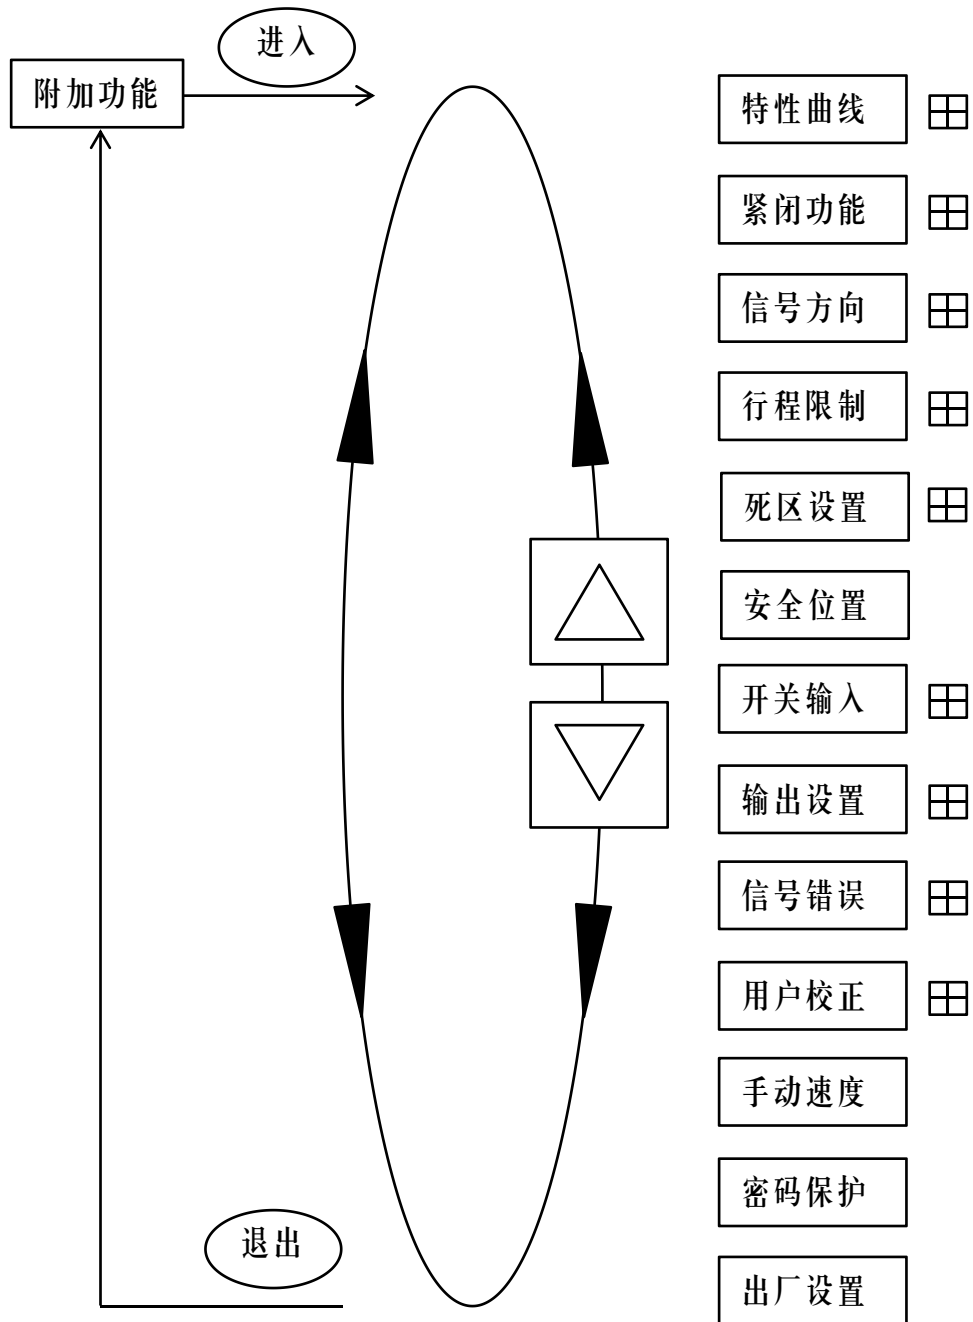 进入
附加功能
特性曲线
紧闭功能
信号方向
行程限制
死区设置
安全位置
开关输入
输出设置
信号错误
用户校正
手动速度
密码保护
退出
出厂设置